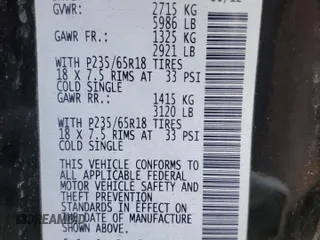 GVWR: 2715 KG
5986 LB
GAWR FR.: 1325 KG
2921 LB
WITH P235/65R18 TIRES
18 X 7.5 RIMS AT 33 PSI
COLD SINGLE
GAWR RR.: 1415 KG
3120 LB
WITH P235/65R18 TIRES
18 X 7.5 RIMS AT 33 PSI
COLD SINGLE
THIS VEHICLE CONFORMS TO
ALL APPLICABLE FEDERAL
MOTOR VEHICLE SAFETY AND
THEFT PREVENTION
STANDARDS IN EFFECT ON
THE DATE OF MANUFACTURE
SHOWN ABOVE.